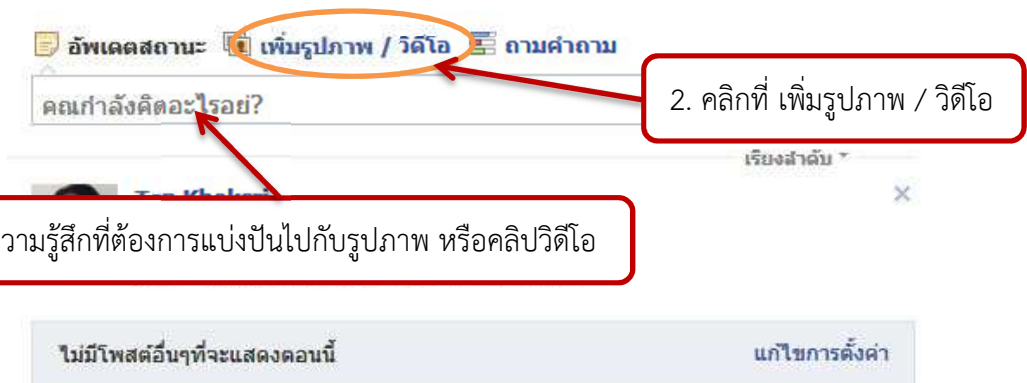 อัพเดตสถานะ เพิ่มรูปภาพ / วิดีโอ ถามคำถาม
คุณกำลังคิดอะไรอยู่?
2. คลิกที่ เพิ่มรูปภาพ / วิดีโอ
เรียงลำดับ
วามรู้สึกที่ต้องการแบ่งปันไปกับรูปภาพ หรือคลิปวิดีโอ
ไม่มีโพสต์อื่นๆที่จะแสดงตอนนี้ แก้ไขการตั้งค่า